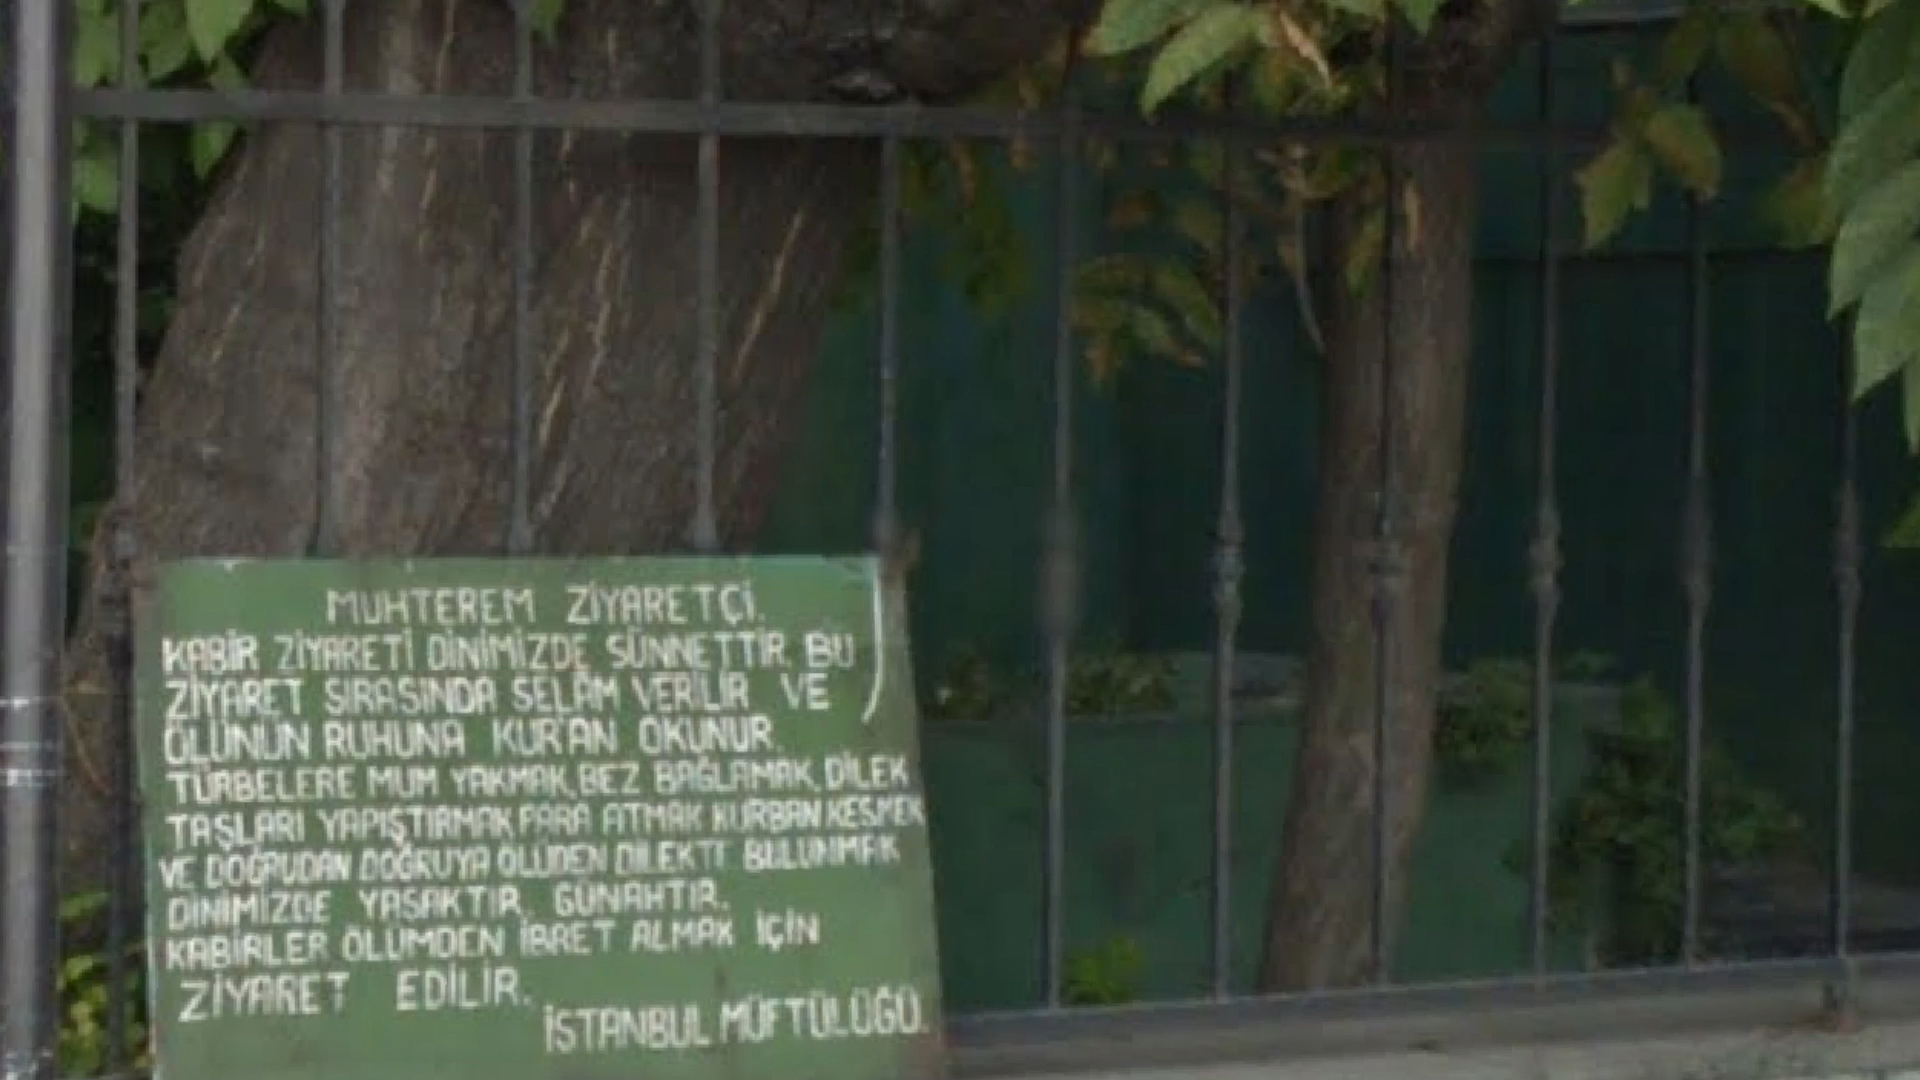 MUHTEREM ZİYARETÇİ.
KABİR ZİYARETİ DİNİMİZDE SÜNNETTİR. BU
ZİYARET SIRASINDA SELÂM VERİLİR VE
ÖLÜNÜN RUHUNA KUR'AN OKUNUR.
TÜRBELERE MUM YAKMAK, BEZ BAĞLAMAK, DİLEK
TAŞLARI YAPIŞTIRMAK PARA ATMAK KURBAN KESMEK
VE DOĞRUDAN DOĞRUYA ÖLÜDEN DİLEKTE BULUNMAK
DİNİMİZDE YASAKTIR, GÜNAHTIR.
KABİRLER ÖLÜMDEN İBRET ALMAK İÇİN
ZİYARET EDİLİR.
İSTANBUL MÜFTÜLÜĞÜ.